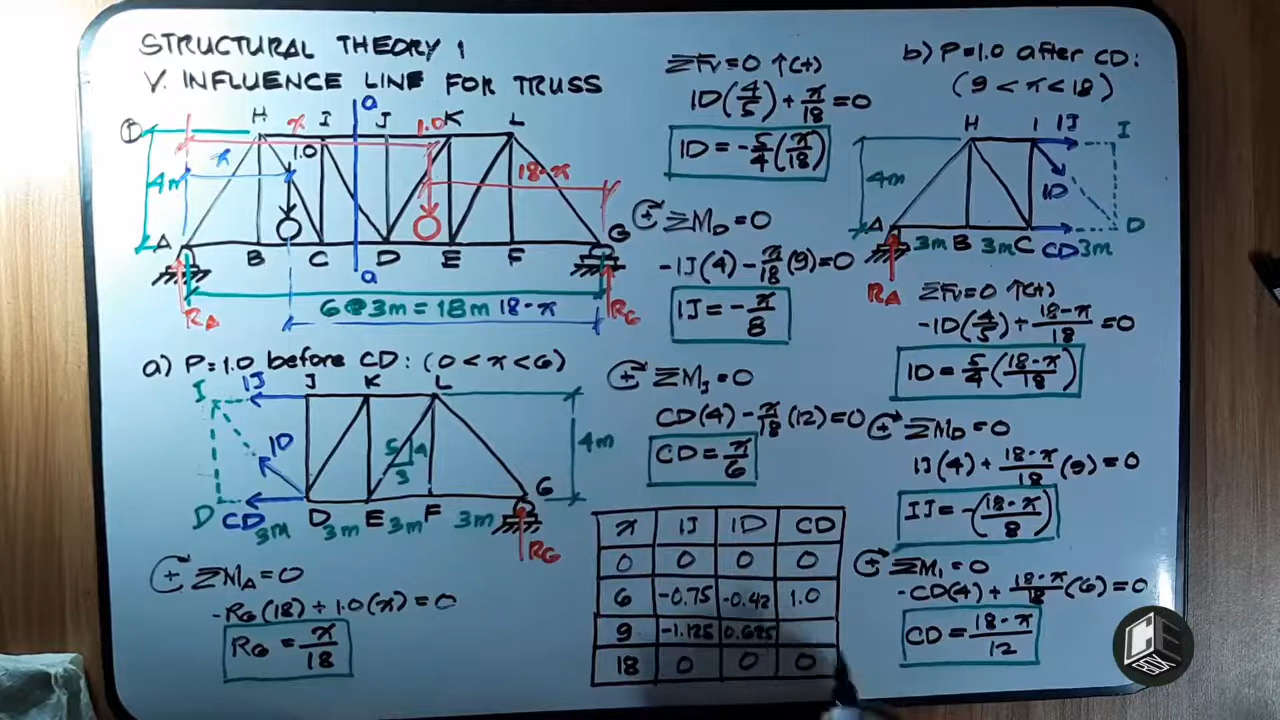 STRUCTURAL THEORY 1
V. INFLUENCE LINE FOR TRUSS
① H x I a J 1.0 K L
1.0
x 18-x
4m
A B C D E F G
a
6@3m = 18m 18-x
RA RG
a) P=1.0 before CD: (0 < x < 6)
I IJ J K L
ID 5 4 3 4m
D CD D E F G
3m 3m 3m 3m
RG
↻+ ΣMA=0
-RG(18) + 1.0(x) = 0
RG = x/18
ΣFv=0 ↑(+)
ID(4/5) + x/18 = 0
ID = -5/4(x/18)
↻+ ΣMD=0
-IJ(4) - x/18(9) = 0
IJ = -x/8
↻+ ΣMI=0
CD(4) - x/18(12) = 0
CD = x/6
x IJ ID CD
0 0 0 0
6 -0.75 -0.42 1.0
9 -1.125 0.625
18 0 0 0
b) P=1.0 after CD:
(9 < x < 18)
H I IJ I
4m ID
A B C CD D
3m 3m 3m
RA
ΣFv=0 ↑(+)
-ID(4/5) + 18-x/18 = 0
ID = 5/4(18-x/18)
↻+ ΣMD=0
IJ(4) + 18-x/18(9) = 0
IJ = -(18-x/8)
↻+ ΣMI=0
-CD(4) + 18-x/18(6) = 0
CD = 18-x/12
CE
BOX